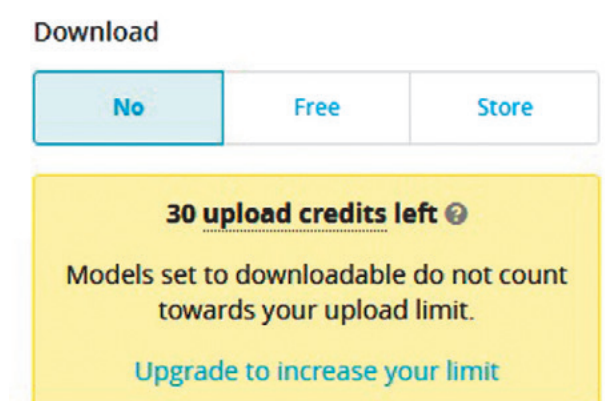 Download
No Free Store
30 upload credits left ?
Models set to downloadable do not count
towards your upload limit.
Upgrade to increase your limit